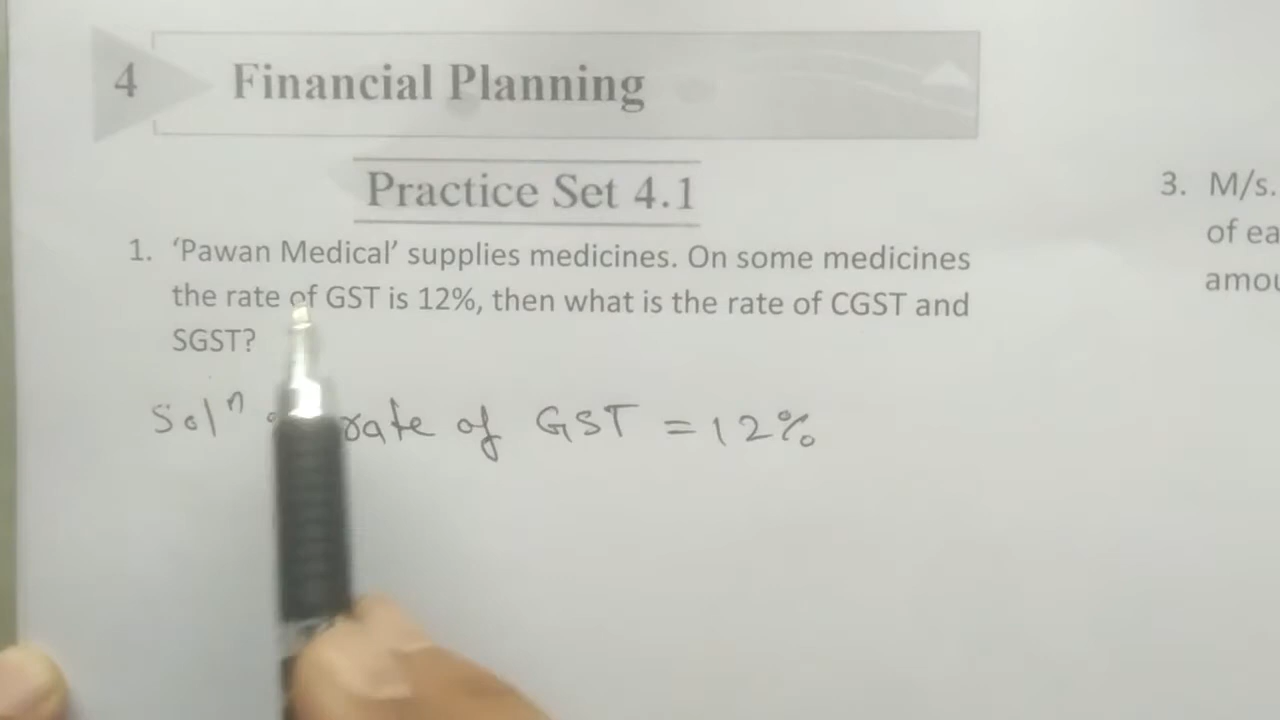 4 Financial Planning
Practice Set 4.1
1. ‘Pawan Medical’ supplies medicines. On some medicines
the rate of GST is 12%, then what is the rate of CGST and
SGST?
Solⁿ rate of GST = 12%
3. M/s.
of ea
amou